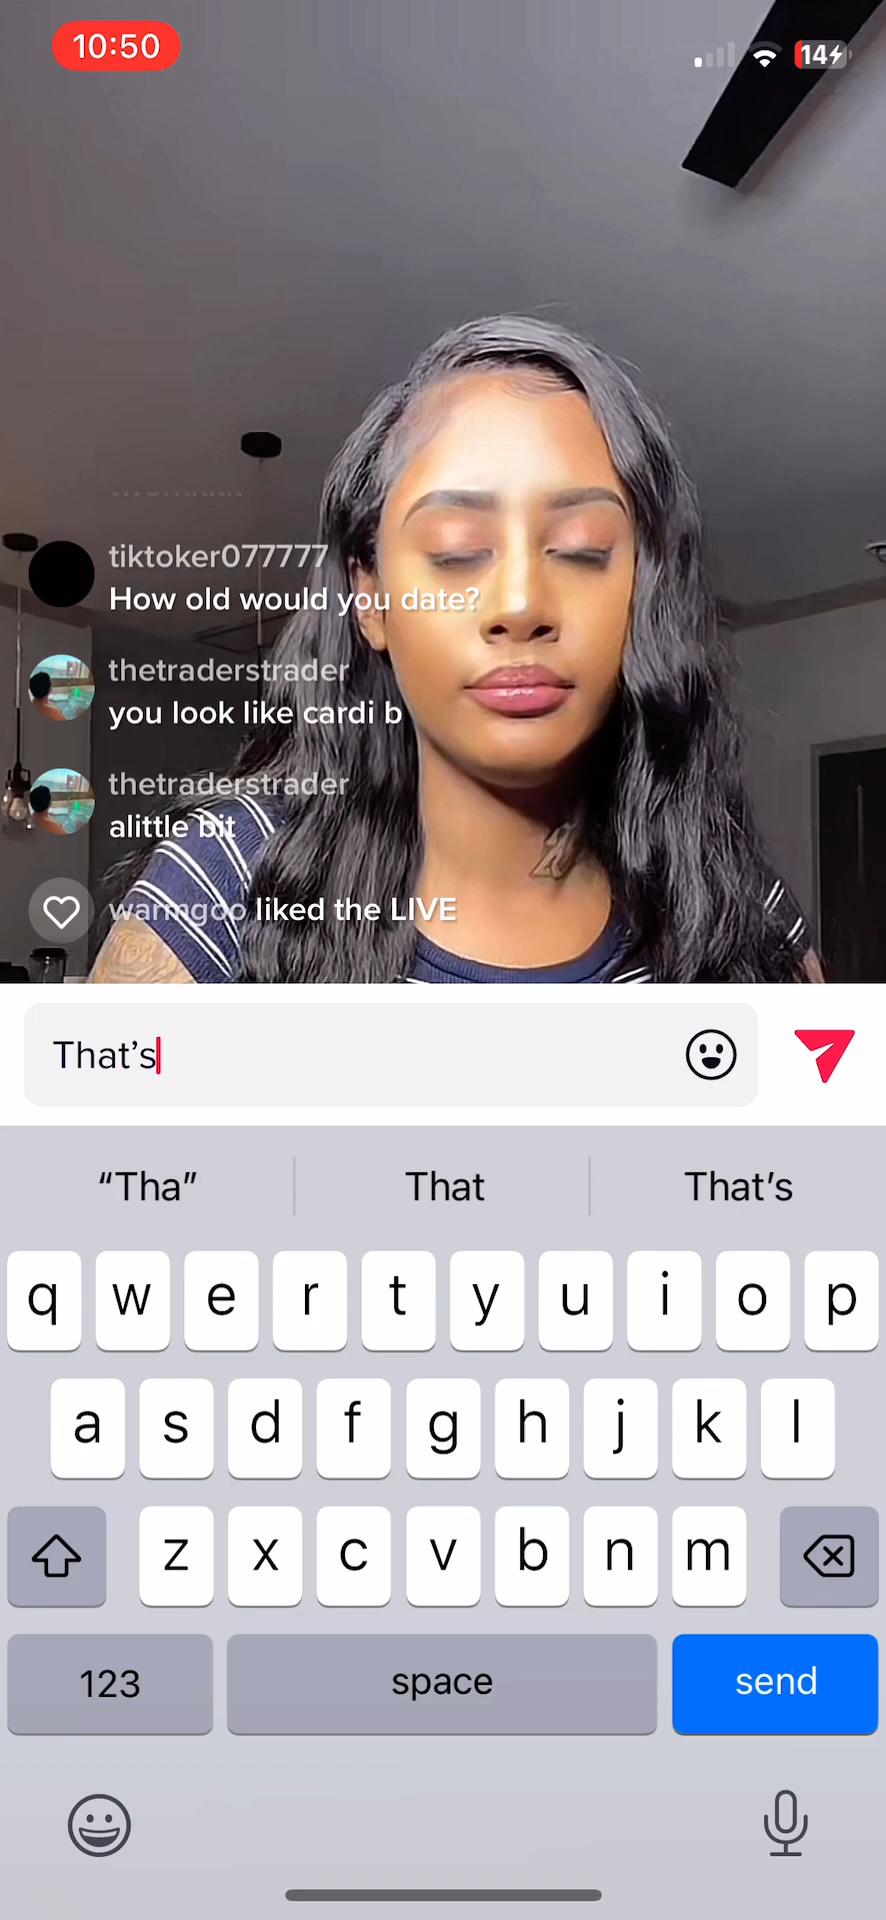 10:50
14
tiktoker077777
How old would you date?
thetraderstrader
you look like cardi b
thetraderstrader
alittle bit
warmgoo liked the LIVE
That’s
“Tha” That That’s
q w e r t y u i o p
a s d f g h j k l
z x c v b n m
123 space send